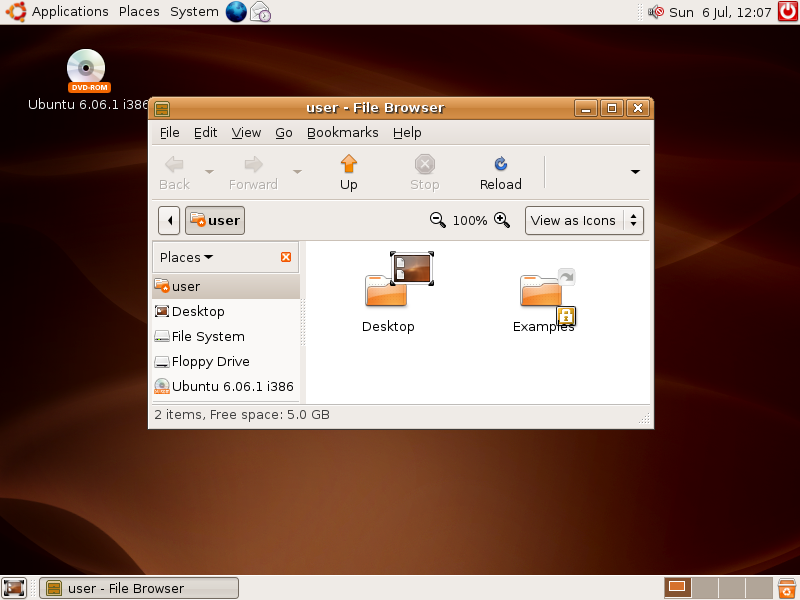 Applications Places System Sun 6 Jul, 12:07
DVD-ROM
Ubuntu 6.06.1 i386
user - File Browser
File Edit View Go Bookmarks Help
Back Forward Up Stop Reload
user 100% View as Icons
Places
user
Desktop
File System
Floppy Drive
Ubuntu 6.06.1 i386
Desktop Examples
2 items, Free space: 5.0 GB
user - File Browser